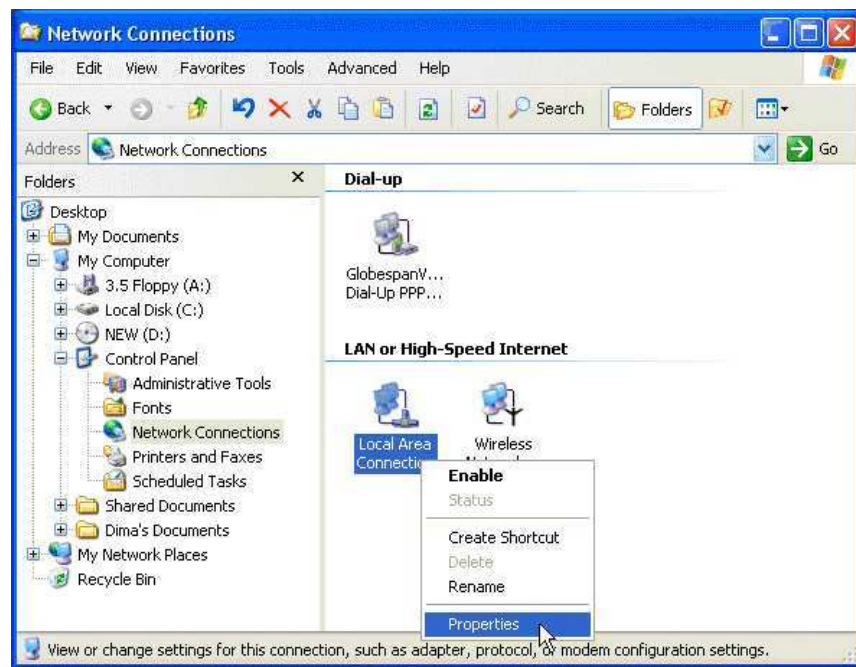 Network Connections
File Edit View Favorites Tools Advanced Help
Back Search Folders
Address Network Connections Go
Folders
Desktop
My Documents
My Computer
3.5 Floppy (A:)
Local Disk (C:)
NEW (D:)
Control Panel
Administrative Tools
Fonts
Network Connections
Printers and Faxes
Scheduled Tasks
Shared Documents
Dima's Documents
My Network Places
Recycle Bin
Dial-up
GlobespanV...
Dial-Up PPP...
LAN or High-Speed Internet
Local Area
Connection
Wireless
Enable
Status
Create Shortcut
Delete
Rename
Properties
View or change settings for this connection, such as adapter, protocol, or modem configuration settings.